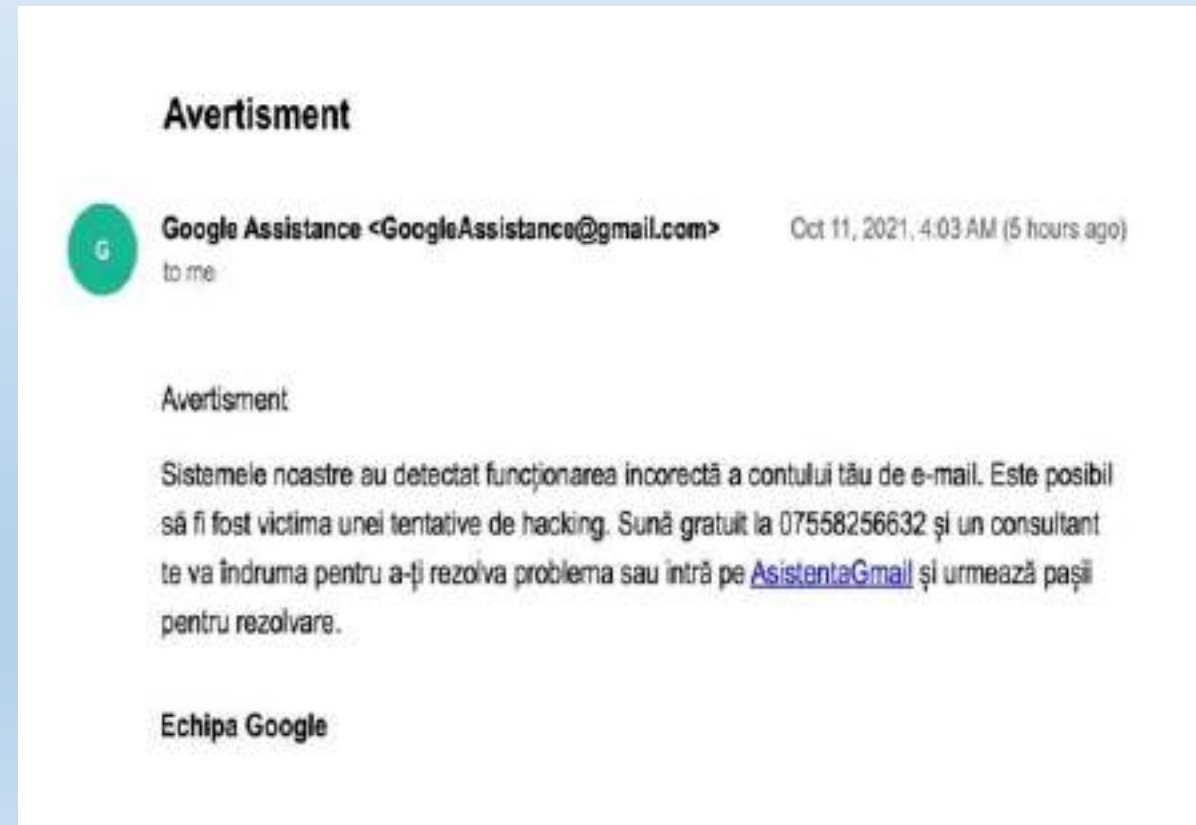 Avertisment
G
Google Assistance <GoogleAssistance@gmail.com> Oct 11, 2021, 4:03 AM (5 hours ago)
to me
Avertisment
Sistemele noastre au detectat funcționarea incorectă a contului tău de e-mail. Este posibil
să fi fost victima unei tentative de hacking. Sună gratuit la 07558256632 și un consultant
te va îndruma pentru a-ți rezolva problema sau intră pe AsistentaGmail și urmează pașii
pentru rezolvare.
Echipa Google